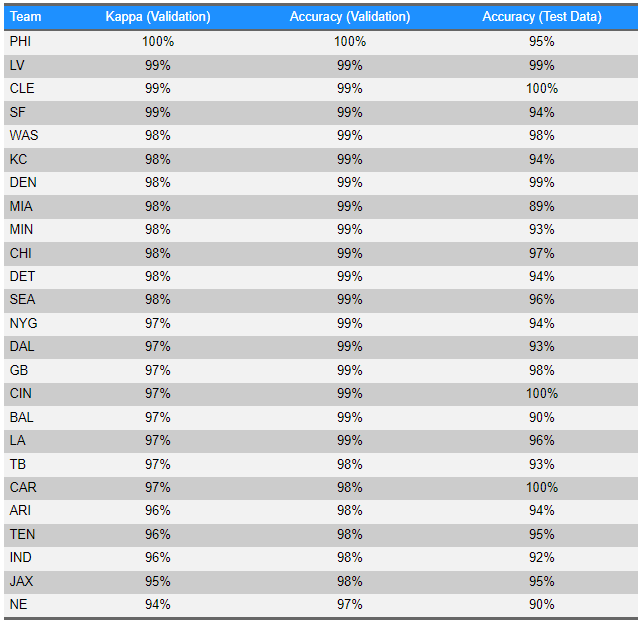 Team Kappa (Validation) Accuracy (Validation) Accuracy (Test Data)
PHI 100% 100% 95%
LV 99% 99% 99%
CLE 99% 99% 100%
SF 99% 99% 94%
WAS 98% 99% 98%
KC 98% 99% 94%
DEN 98% 99% 99%
MIA 98% 99% 89%
MIN 98% 99% 93%
CHI 98% 99% 97%
DET 98% 99% 94%
SEA 98% 99% 96%
NYG 97% 99% 94%
DAL 97% 99% 93%
GB 97% 99% 98%
CIN 97% 99% 100%
BAL 97% 99% 90%
LA 97% 99% 96%
TB 97% 98% 93%
CAR 97% 98% 100%
ARI 96% 98% 94%
TEN 96% 98% 95%
IND 96% 98% 92%
JAX 95% 98% 95%
NE 94% 97% 90%